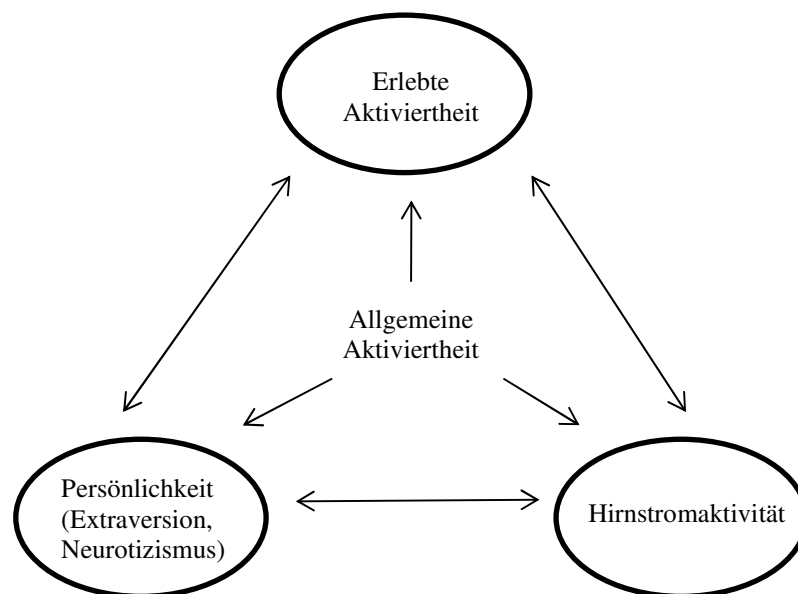 Erlebte
Aktiviertheit
Allgemeine
Aktiviertheit
Persönlichkeit
(Extraversion,
Neurotizismus)
Hirnstromaktivität